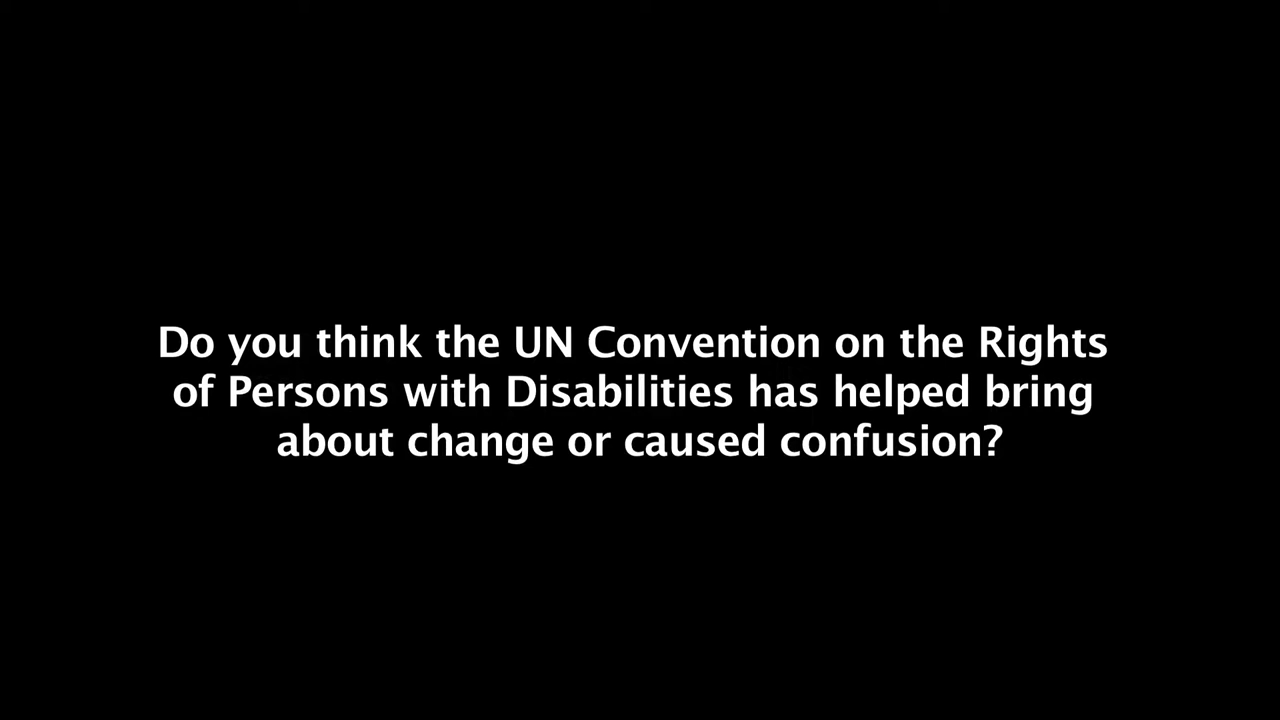 Do you think the UN Convention on the Rights
of Persons with Disabilities has helped bring
about change or caused confusion?